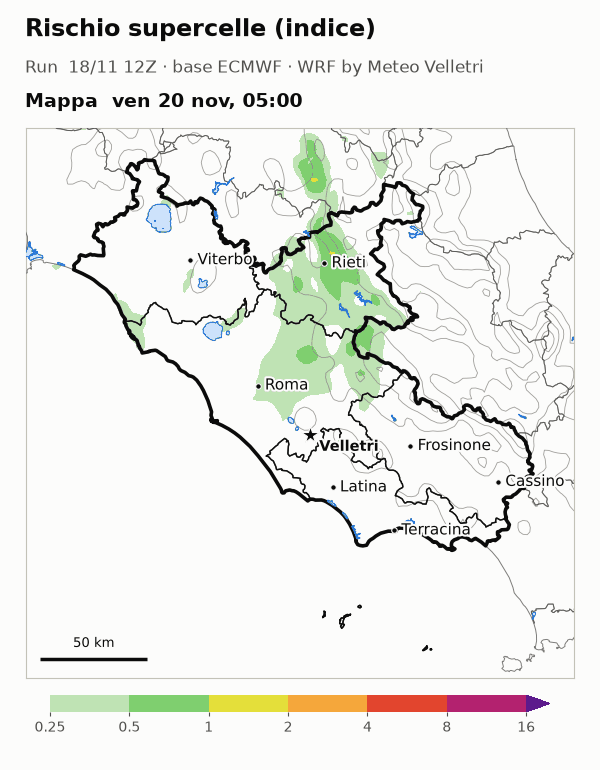 Rischio supercelle (indice)
Run  18/11 12Z · base ECMWF · WRF by Meteo Velletri
Mappa  ven 20 nov, 05:00
Viterbo
Rieti
Roma
Velletri
Frosinone
Latina
Cassino
Terracina
50 km
0.25 0.5 1 2 4 8 16